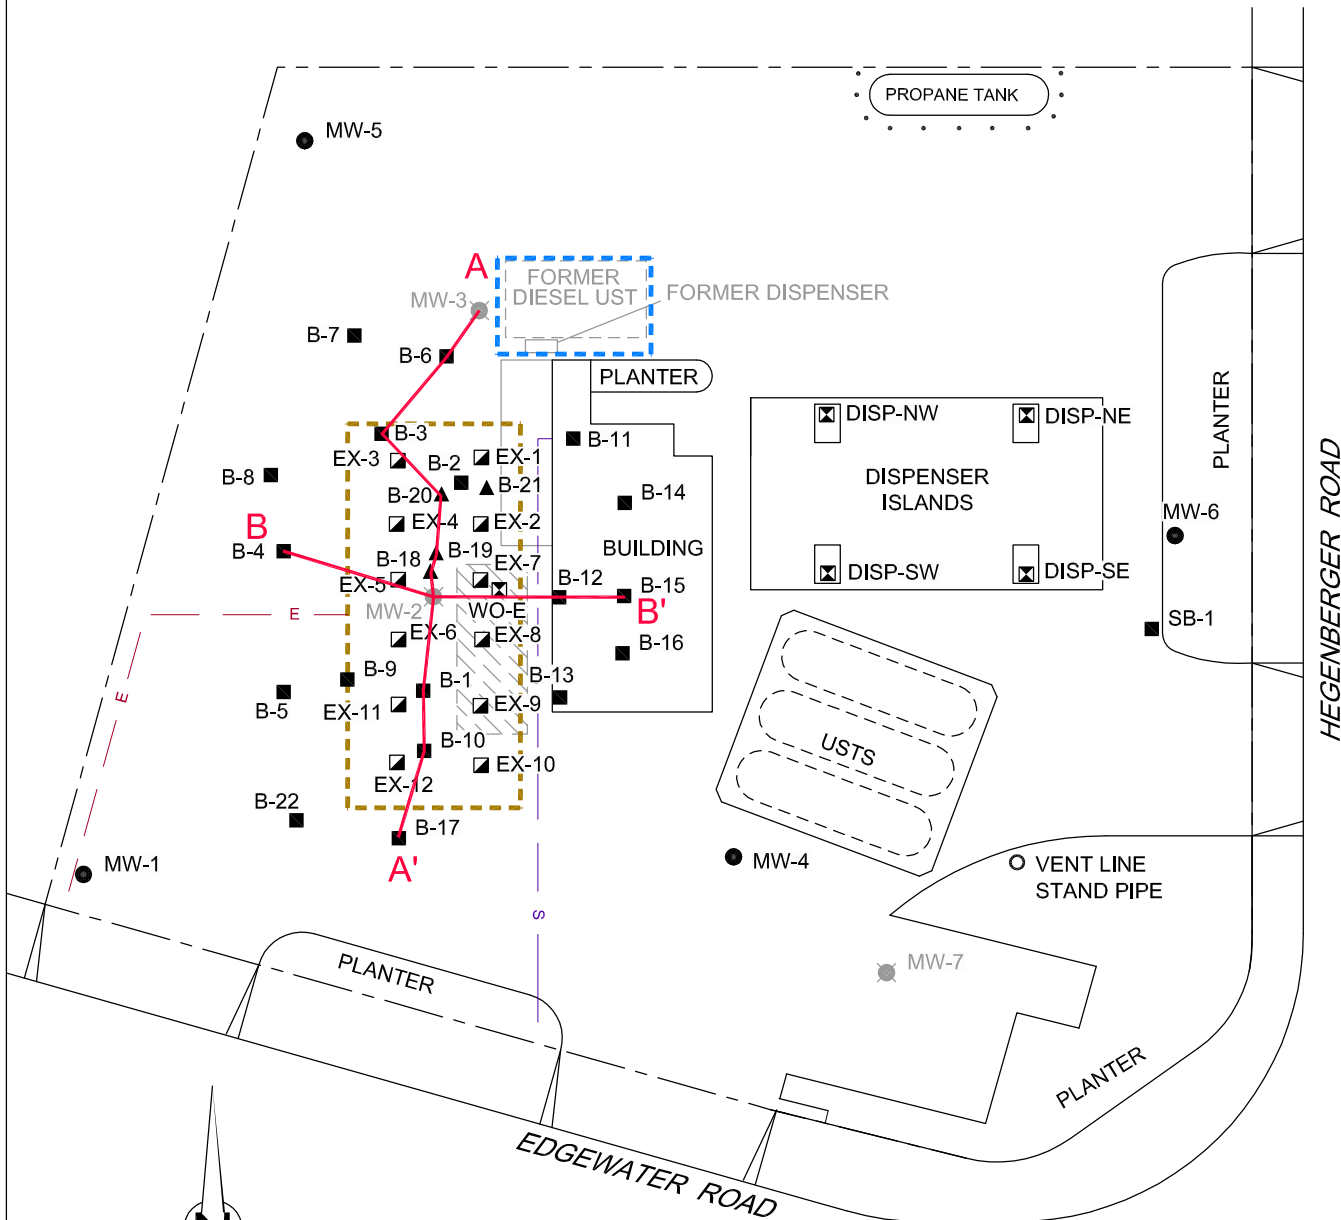 PROPANE TANK
MW-5
A
FORMER
DIESEL UST
MW-3
FORMER DISPENSER
B-7
B-6
PLANTER
PLANTER
DISP-NW
DISP-NE
B-3
B-11
EX-3
B-2
EX-1
B-8
B-20
B-21
B-14
DISPENSER
ISLANDS
HEGENBERGER ROAD
MW-6
B
EX-4
EX-2
B-4
B-18
B-19
BUILDING
EX-7
EX-5
B-12
B-15
DISP-SW
DISP-SE
MW-2
WO-E
B'
E
SB-1
EX-6
EX-8
B-16
B-9
B-1
B-13
E
B-5
EX-11
EX-9
B-10
USTS
EX-10
EX-12
B-22
B-17
MW-1
A'
MW-4
VENT LINE
STAND PIPE
S
PLANTER
MW-7
PLANTER
EDGEWATER ROAD